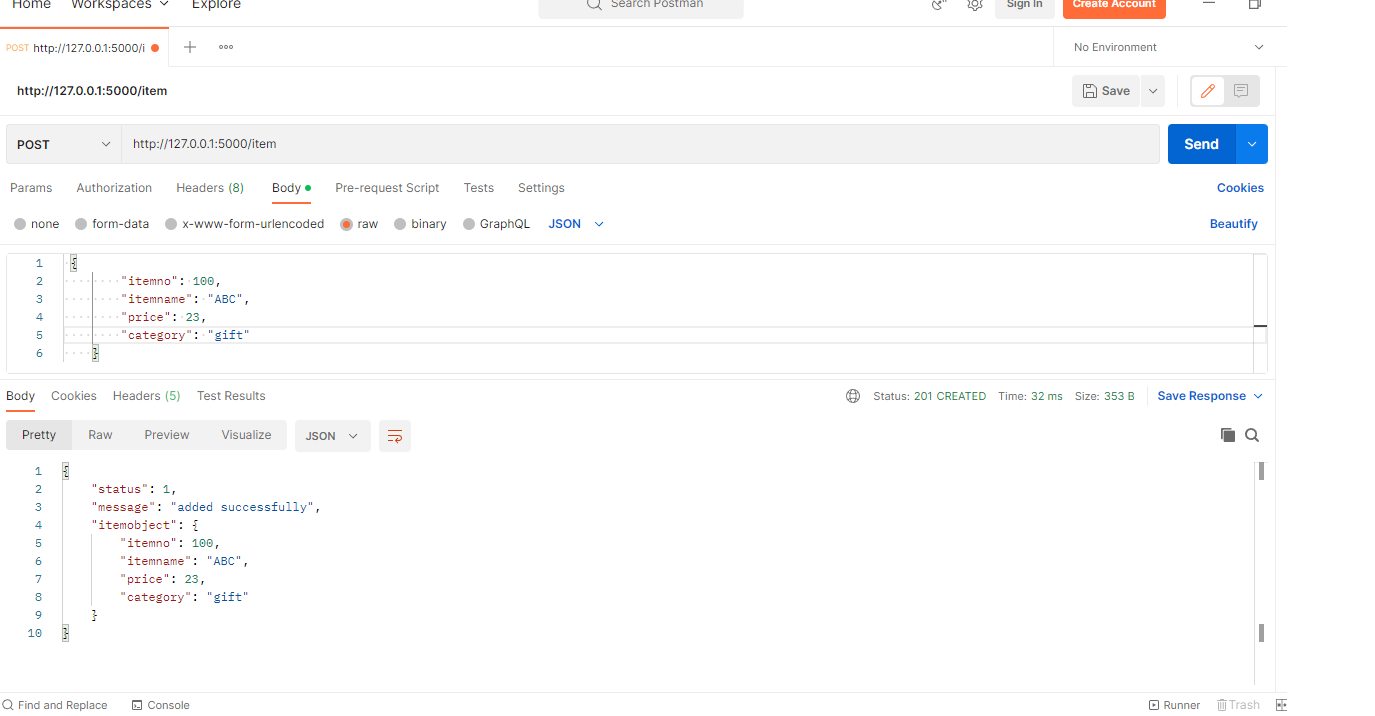 Home Workspaces Explore Search Postman Sign In Create Account
POST http://127.0.0.1:5000/i No Environment
http://127.0.0.1:5000/item Save
POST http://127.0.0.1:5000/item Send
Params Authorization Headers (8) Body Pre-request Script Tests Settings Cookies
none form-data x-www-form-urlencoded raw binary GraphQL JSON Beautify
1 {
2 "itemno": 100,
3 "itemname": "ABC",
4 "price": 23,
5 "category": "gift"
6 }
Body Cookies Headers (5) Test Results Status: 201 CREATED Time: 32 ms Size: 353 B Save Response
Pretty Raw Preview Visualize JSON
1 {
2 "status": 1,
3 "message": "added successfully",
4 "itemobject": {
5 "itemno": 100,
6 "itemname": "ABC",
7 "price": 23,
8 "category": "gift"
9 }
10 }
Find and Replace Console Runner Trash